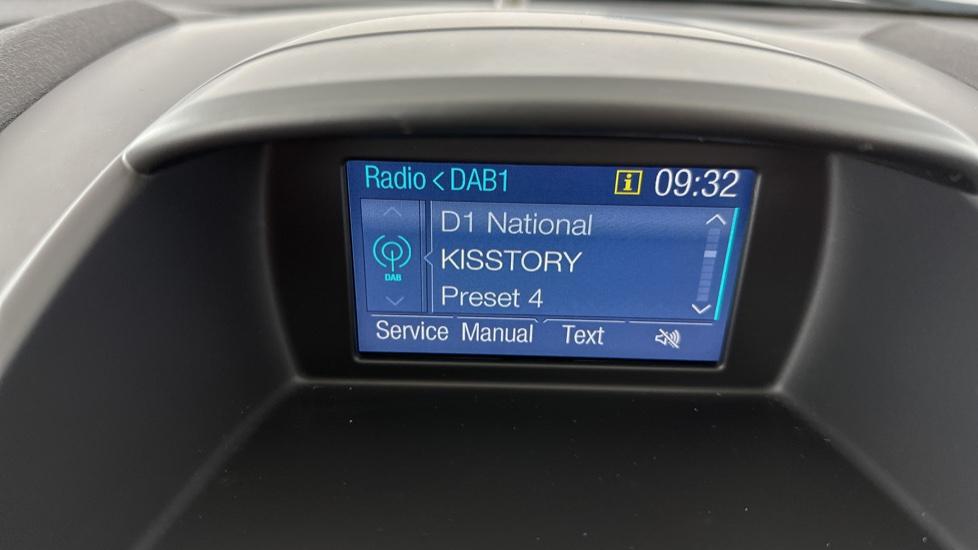 Radio < DAB1 i 09:32
D1 National
DAB
KISSTORY
Preset 4
Service Manual Text